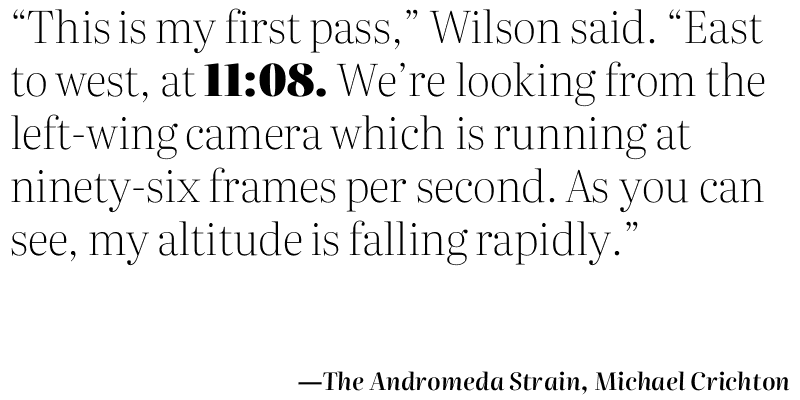 “This is my first pass,” Wilson said. “East
to west, at 11:08. We’re looking from the
left-wing camera which is running at
ninety-six frames per second. As you can
see, my altitude is falling rapidly.”
—The Andromeda Strain, Michael Crichton